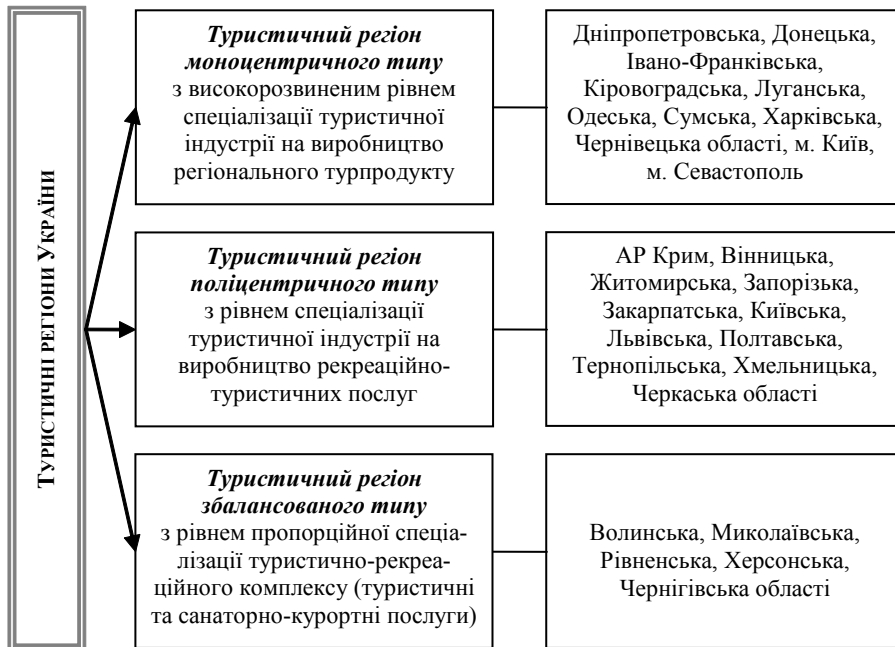 ТУРИСТИЧНІ РЕГІОНИ УКРАЇНИ
Туристичний регіон
моноцентричного типу
з високорозвиненим рівнем
спеціалізації туристичної
індустрії на виробництво
регіонального турпродукту
Дніпропетровська, Донецька,
Івано-Франківська,
Кіровоградська, Луганська,
Одеська, Сумська, Харківська,
Чернівецька області, м. Київ,
м. Севастополь
Туристичний регіон
поліцентричного типу
з рівнем спеціалізації
туристичної індустрії на
виробництво рекреаційно-
туристичних послуг
АР Крим, Вінницька,
Житомирська, Запорізька,
Закарпатська, Київська,
Львівська, Полтавська,
Тернопільська, Хмельницька,
Черкаська області
Туристичний регіон
збалансованого типу
з рівнем пропорційної спеціа-
лізації туристично-рекреа-
ційного комплексу (туристичні
та санаторно-курортні послуги)
Волинська, Миколаївська,
Рівненська, Херсонська,
Чернігівська області